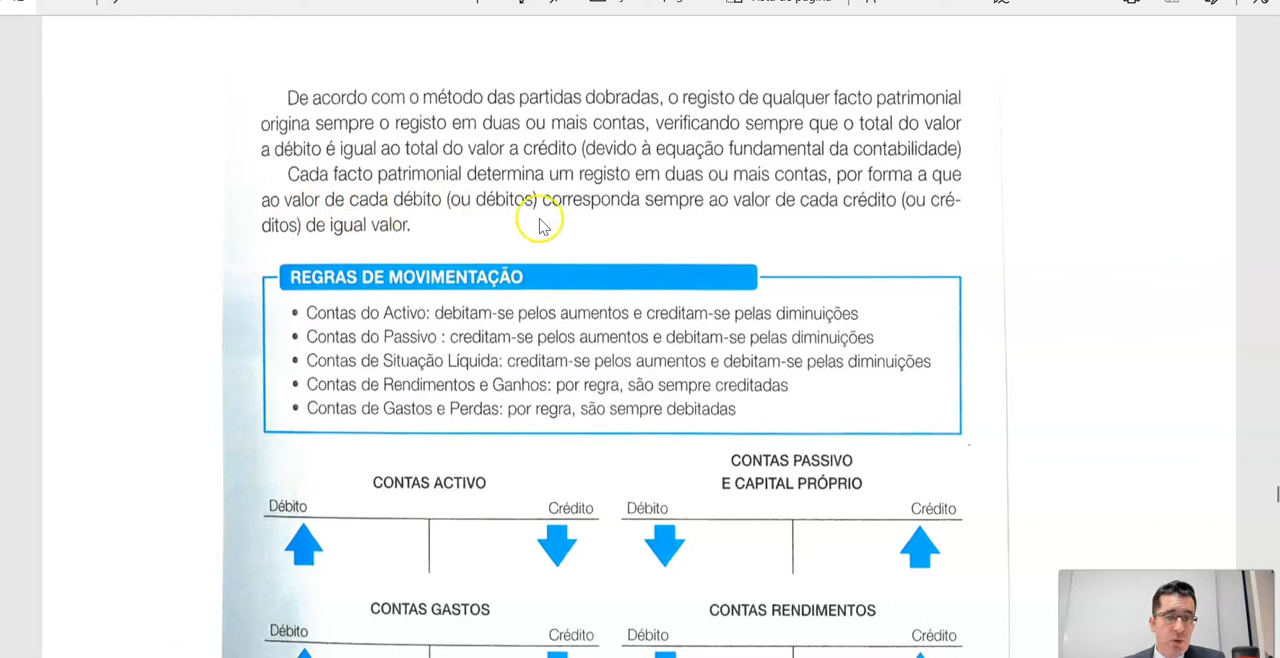 De acordo com o método das partidas dobradas, o registo de qualquer facto patrimonial
origina sempre o registo em duas ou mais contas, verificando sempre que o total do valor
a débito é igual ao total do valor a crédito (devido à equação fundamental da contabilidade)
Cada facto patrimonial determina um registo em duas ou mais contas, por forma a que
ao valor de cada débito (ou débitos) corresponda sempre ao valor de cada crédito (ou cré-
ditos) de igual valor.
REGRAS DE MOVIMENTAÇÃO
• Contas do Activo: debitam-se pelos aumentos e creditam-se pelas diminuições
• Contas do Passivo : creditam-se pelos aumentos e debitam-se pelas diminuições
• Contas de Situação Líquida: creditam-se pelos aumentos e debitam-se pelas diminuições
• Contas de Rendimentos e Ganhos: por regra, são sempre creditadas
• Contas de Gastos e Perdas: por regra, são sempre debitadas
CONTAS ACTIVO
Débito Crédito
CONTAS PASSIVO
E CAPITAL PRÓPRIO
Débito Crédito
CONTAS GASTOS
Débito Crédito
CONTAS RENDIMENTOS
Débito Crédito